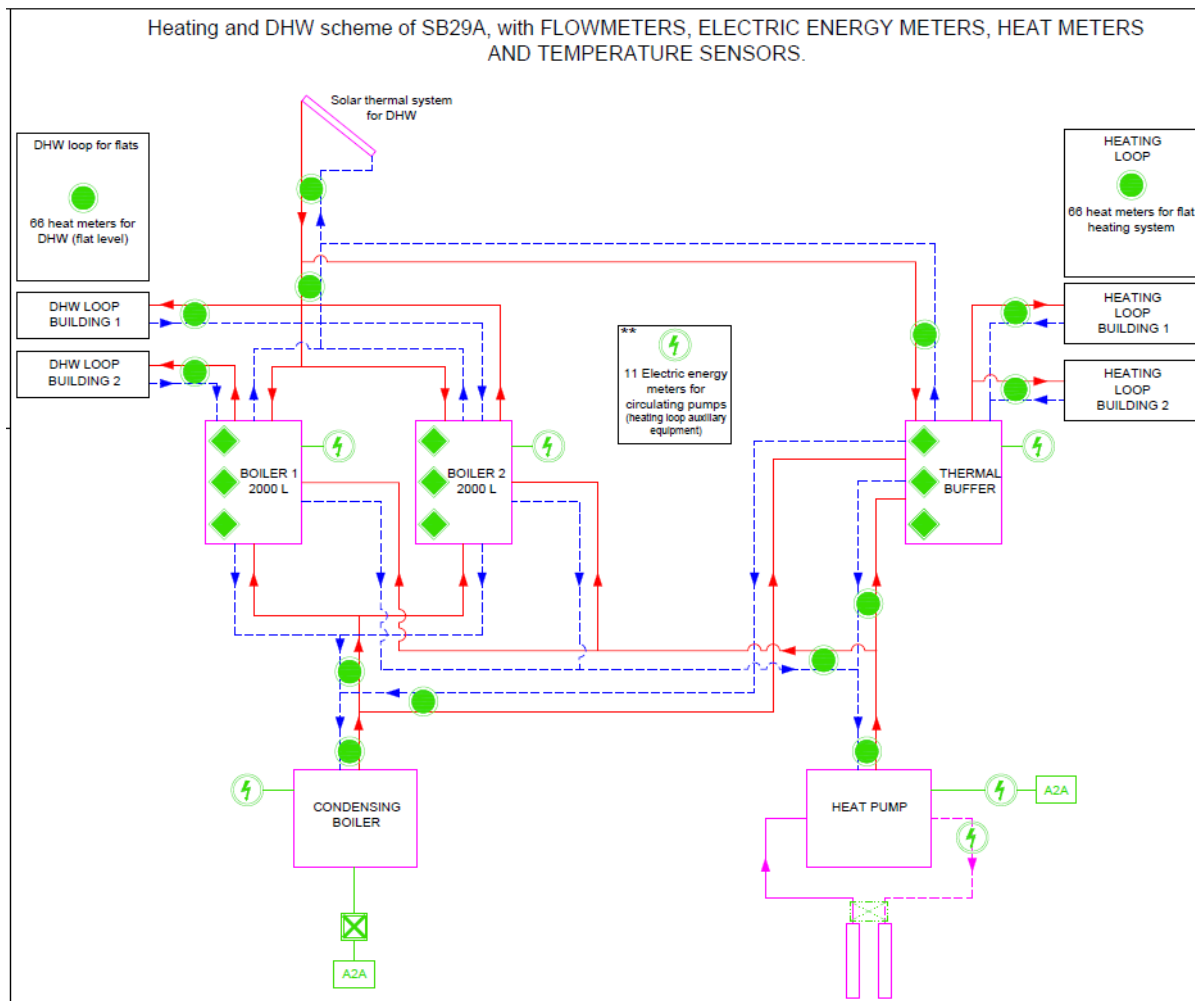 Heating and DHW scheme of SB29A, with FLOWMETERS, ELECTRIC ENERGY METERS, HEAT METERS
AND TEMPERATURE SENSORS.
Solar thermal system
for DHW
DHW loop for flats
66 heat meters for
DHW (flat level)
HEATING
LOOP
66 heat meters for flat
heating system
DHW LOOP
BUILDING 1
DHW LOOP
BUILDING 2
HEATING
LOOP
BUILDING 1
HEATING
LOOP
BUILDING 2
**
11 Electric energy
meters for
circulating pumps
(heating loop auxiliary
equipment)
BOILER 1
2000 L
BOILER 2
2000 L
THERMAL
BUFFER
CONDENSING
BOILER
HEAT PUMP
A2A
A2A